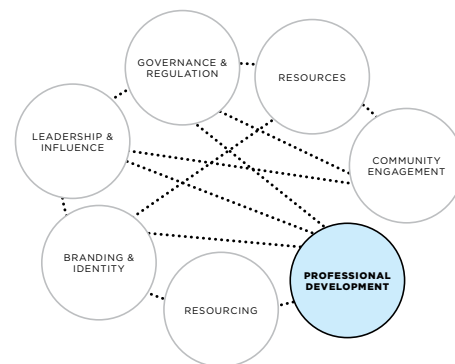 GOVERNANCE &
REGULATION
RESOURCES
LEADERSHIP &
INFLUENCE
COMMUNITY
ENGAGEMENT
BRANDING &
IDENTITY
PROFESSIONAL
DEVELOPMENT
RESOURCING